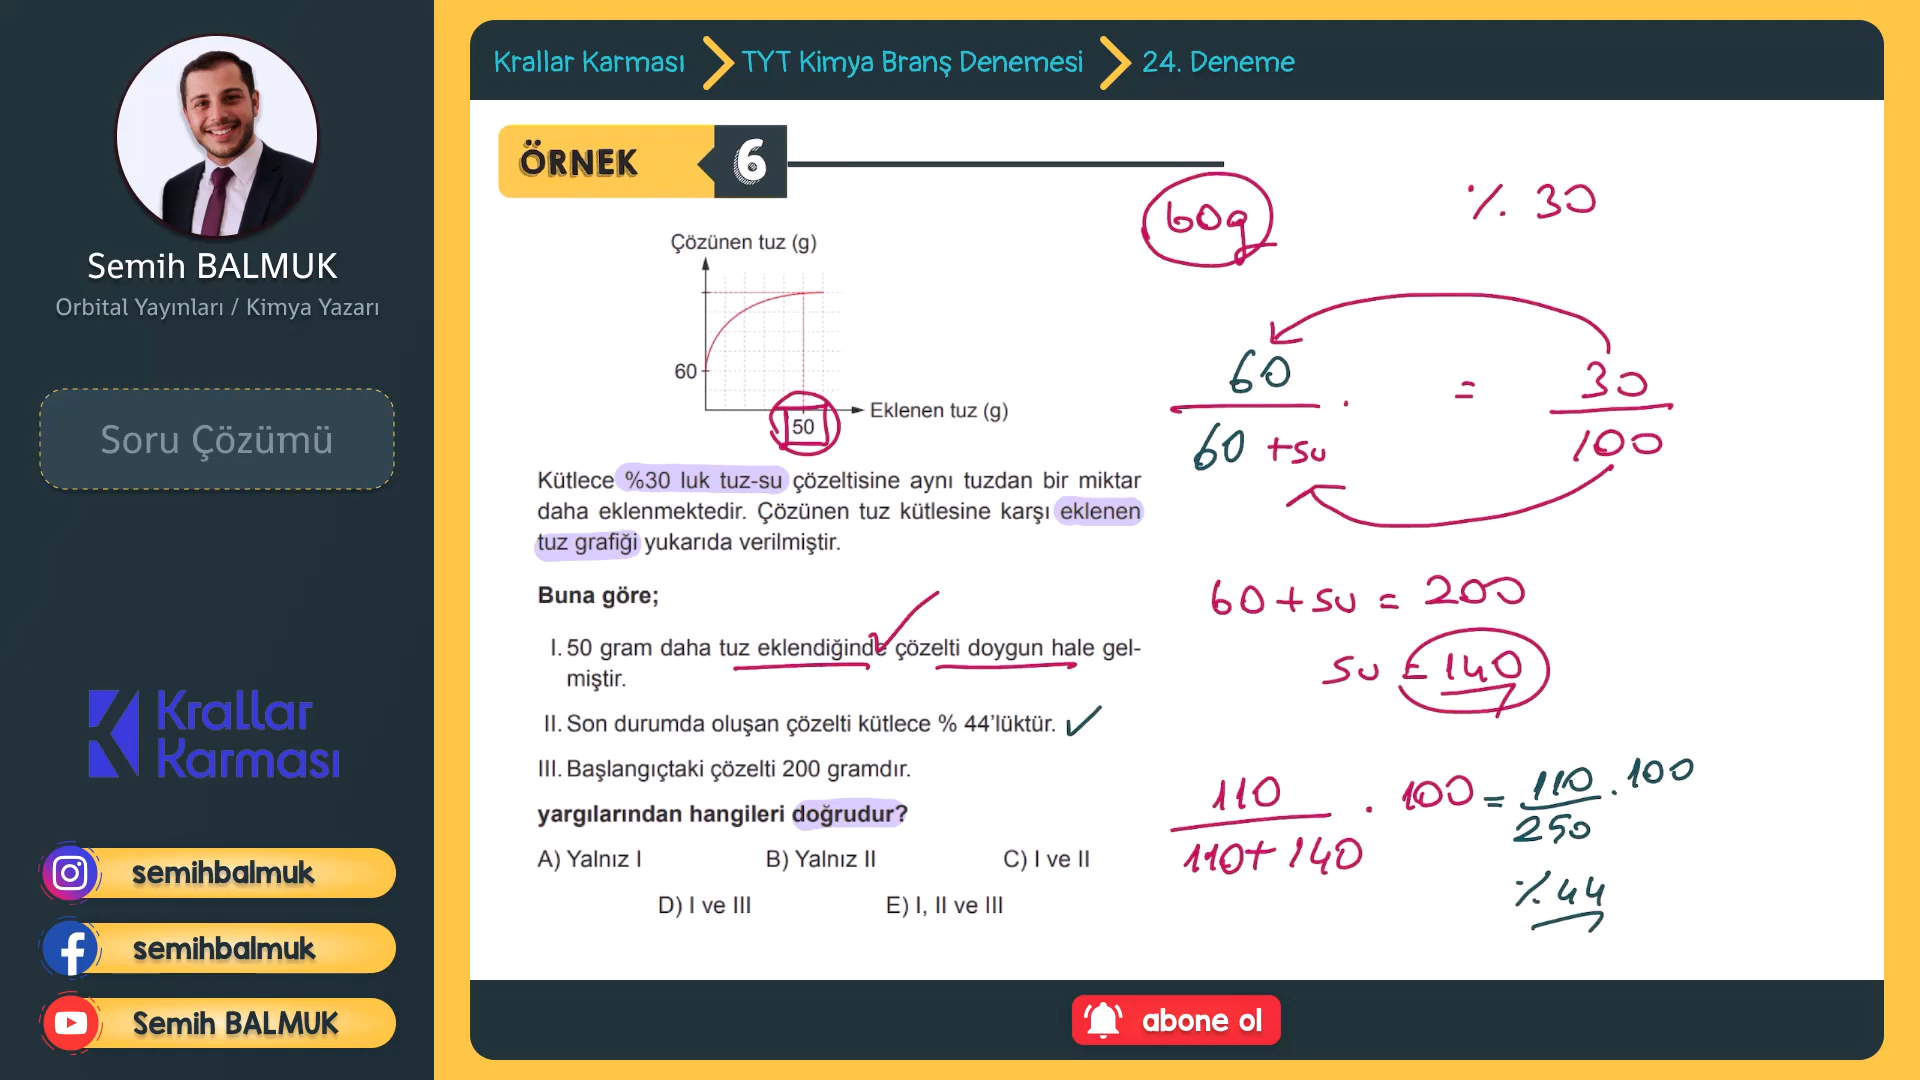 Semih BALMUK
Orbital Yayınları / Kimya Yazarı
Soru Çözümü
Krallar
Karması
semihbalmuk
semihbalmuk
Semih BALMUK
Krallar Karması TYT Kimya Branş Denemesi 24. Deneme
ÖRNEK 6
Çözünen tuz (g)
60
50
Eklenen tuz (g)
Kütlece %30 luk tuz-su çözeltisine aynı tuzdan bir miktar
daha eklenmektedir. Çözünen tuz kütlesine karşı eklenen
tuz grafiği yukarıda verilmiştir.
Buna göre;
I. 50 gram daha tuz eklendiğinde çözelti doygun hale gel-
miştir.
II. Son durumda oluşan çözelti kütlece % 44'lüktür.
III. Başlangıçtaki çözelti 200 gramdır.
yargılarından hangileri doğrudur?
A) Yalnız I B) Yalnız II C) I ve II
D) I ve III E) I, II ve III
60g
% 30
60 = 30
60 +su 100
60 + su = 200
su = 140
110 . 100 = 110 . 100
110 + 140 250
% 44
abone ol